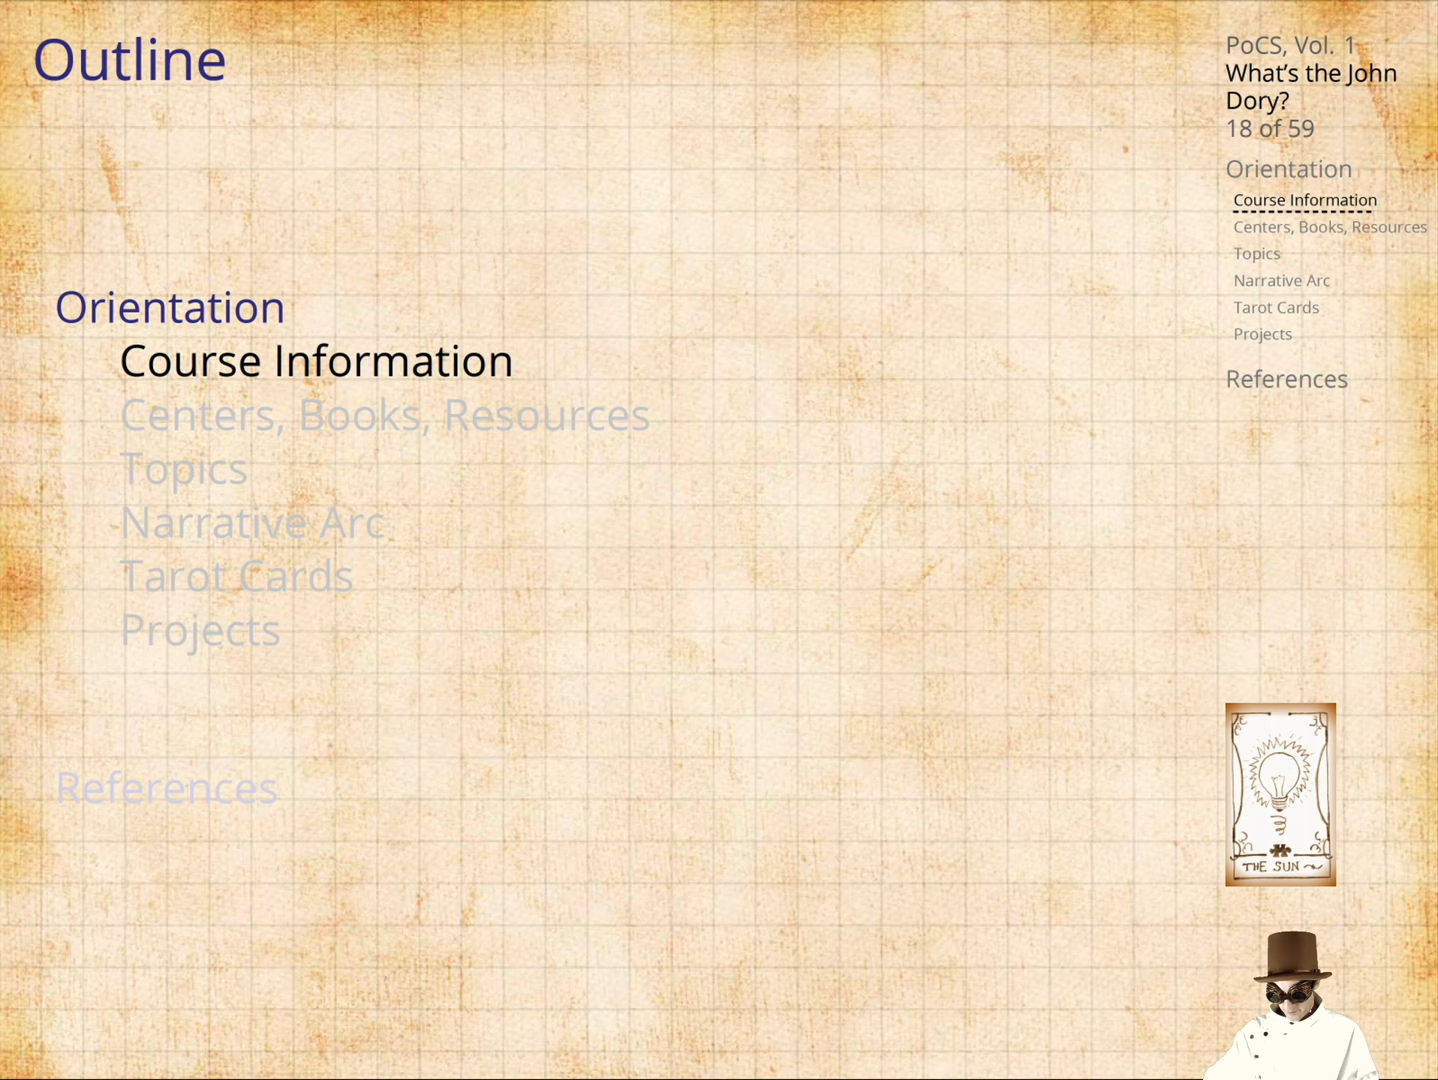 Outline
Orientation
Course Information
Centers, Books, Resources
Topics
Narrative Arc
Tarot Cards
Projects
References
PoCS, Vol. 1
What's the John
Dory?
18 of 59
Orientation
Course Information
Centers, Books, Resources
Topics
Narrative Arc
Tarot Cards
Projects
References
THE SUN